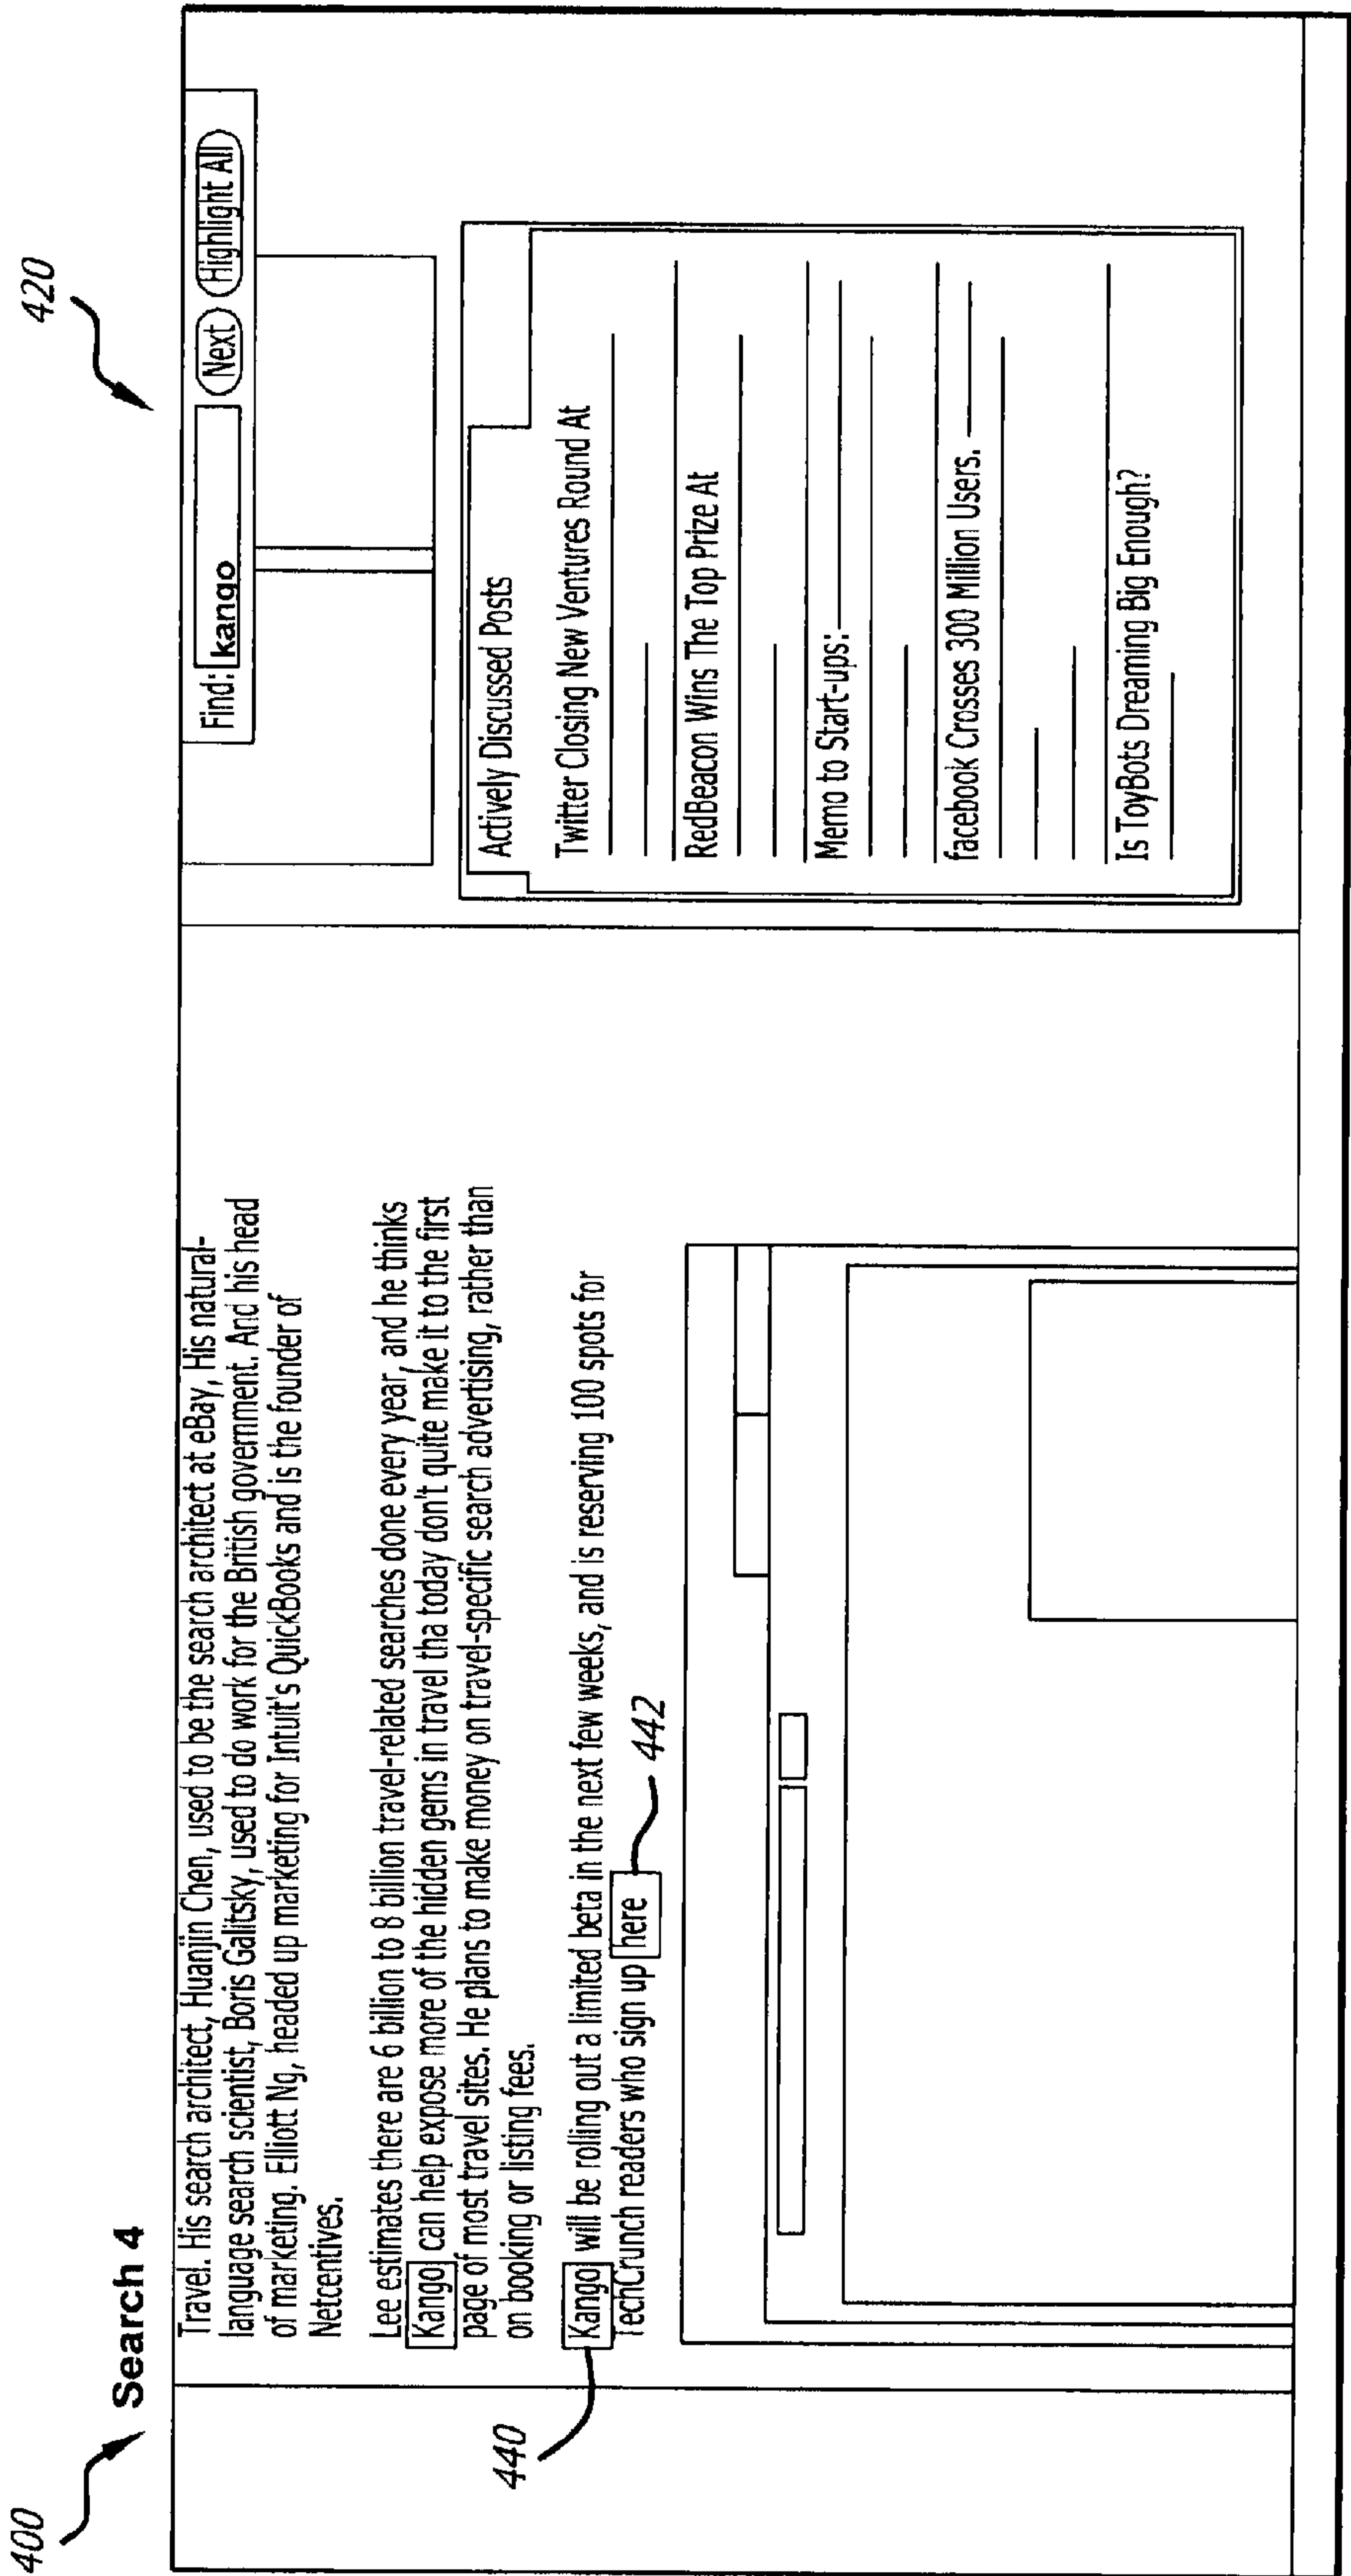 400
Search 4
420
Find: kango Next Highlight All
Travel. His search architect, Huanjin Chen, used to be the search architect at eBay, His natural-
language search scientist, Boris Galitsky, used to do work for the British government. And his head
of marketing. Elliott Ng, headed up marketing for Intuit's QuickBooks and is the founder of
Netcentives.
Lee estimates there are 6 billion to 8 billion travel-related searches done every year, and he thinks
Kango can help expose more of the hidden gems in travel tha today don't quite make it to the first
page of most travel sites. He plans to make money on travel-specific search advertising, rather than
on booking or listing fees.
440
Kango will be rolling out a limited beta in the next few weeks, and is reserving 100 spots for
TechCrunch readers who sign up here
442
Actively Discussed Posts
Twitter Closing New Ventures Round At
RedBeacon Wins The Top Prize At
Memo to Start-ups:
facebook Crosses 300 Million Users.
Is ToyBots Dreaming Big Enough?